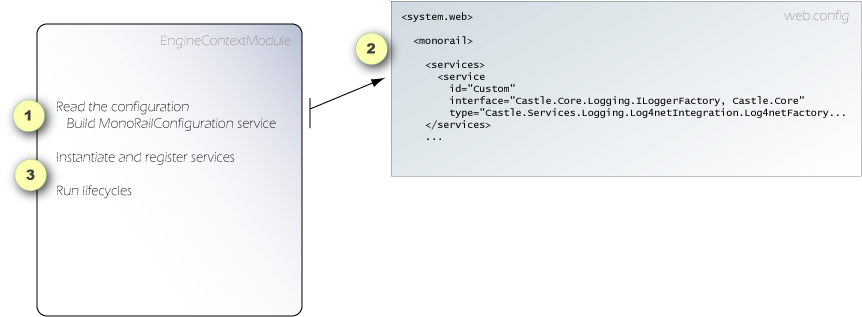 EngineContextModule
1
Read the configuration
Build MonoRailConfiguration service
Instantiate and register services
3
Run lifecycles
2
web.config
<system.web>
<monorail>
<services>
<service
id="Custom"
interface="Castle.Core.Logging.ILoggerFactory, Castle.Core"
type="Castle.Services.Logging.Log4netIntegration.Log4netFactory...
</services>
...